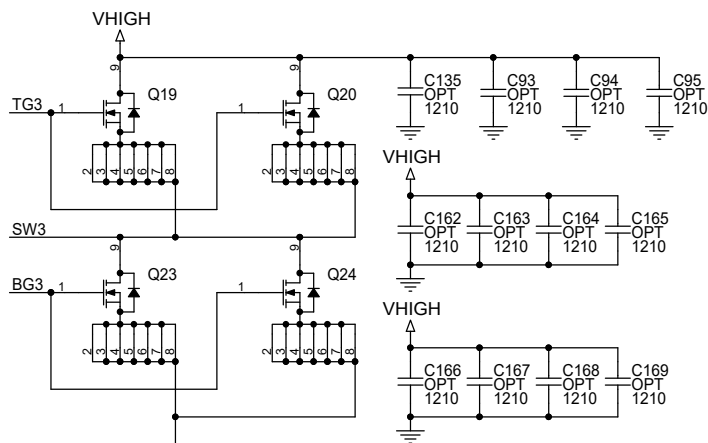 VHIGH
9
9
Q19
Q20
C135
OPT
1210
C93
OPT
1210
C94
OPT
1210
C95
OPT
1210
TG3
1
1
2
3
4
5
6
7
8
2
3
4
5
6
7
8
VHIGH
C162
OPT
1210
C163
OPT
1210
C164
OPT
1210
C165
OPT
1210
SW3
9
9
Q23
Q24
BG3
1
1
2
3
4
5
6
7
8
2
3
4
5
6
7
8
VHIGH
C166
OPT
1210
C167
OPT
1210
C168
OPT
1210
C169
OPT
1210